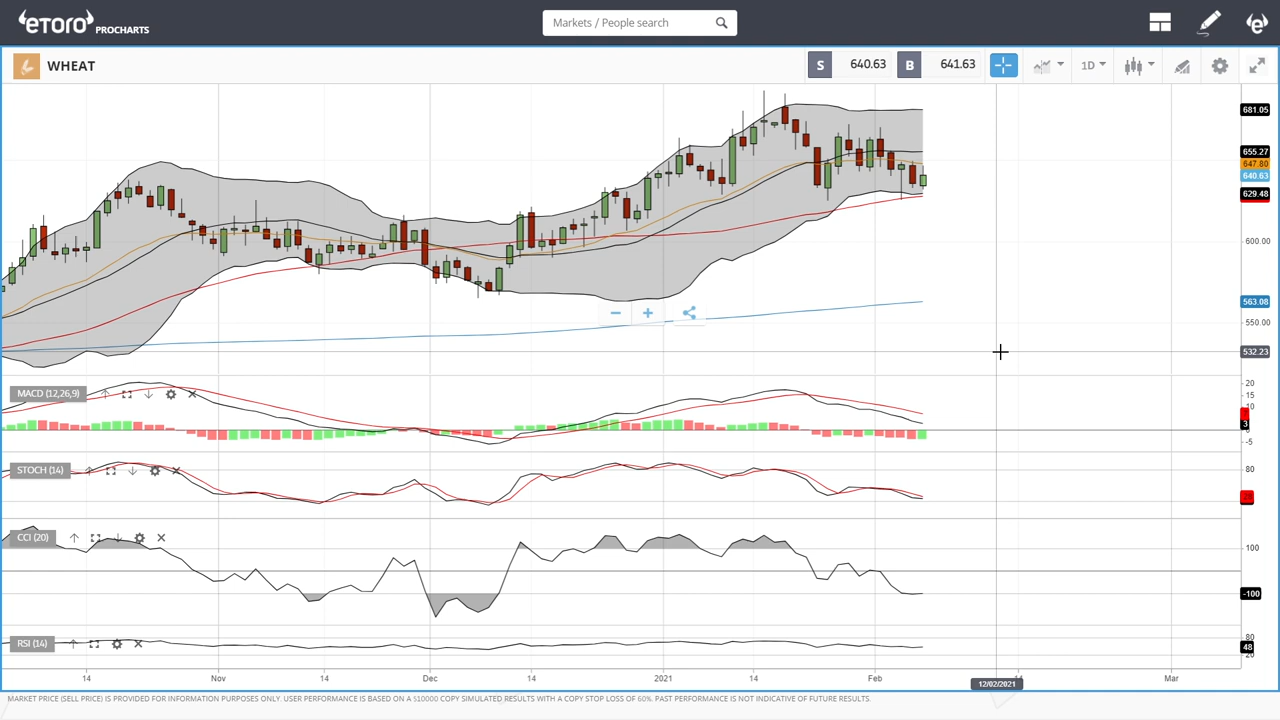 eToro PROCHARTS
Markets / People search
WHEAT
S 640.63 B 641.63 1D
681.05
655.27
647.80
640.63
629.48
600.00
563.08
550.00
532.23
MACD (12,26,9)
20
15
10
3
-5
STOCH (14)
80
CCI (20)
100
-100
RSI (14)
80
48
20
14 Nov 14 Dec 14 2021 14 Feb Mar
12/02/2021
MARKET PRICE (SELL PRICE) IS PROVIDED FOR INFORMATION PURPOSES ONLY. USER PERFORMANCE IS BASED ON A $10000 COPY SIMULATED RESULTS WITH A COPY STOP LOSS OF 60%. PAST PERFORMANCE IS NOT INDICATIVE OF FUTURE RESULTS.